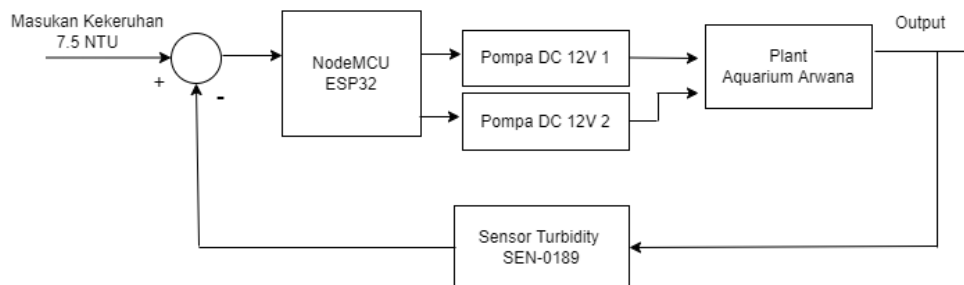 Masukan Kekeruhan
7.5 NTU
+
-
NodeMCU
ESP32
Pompa DC 12V 1
Pompa DC 12V 2
Plant
Aquarium Arwana
Output
Sensor Turbidity
SEN-0189